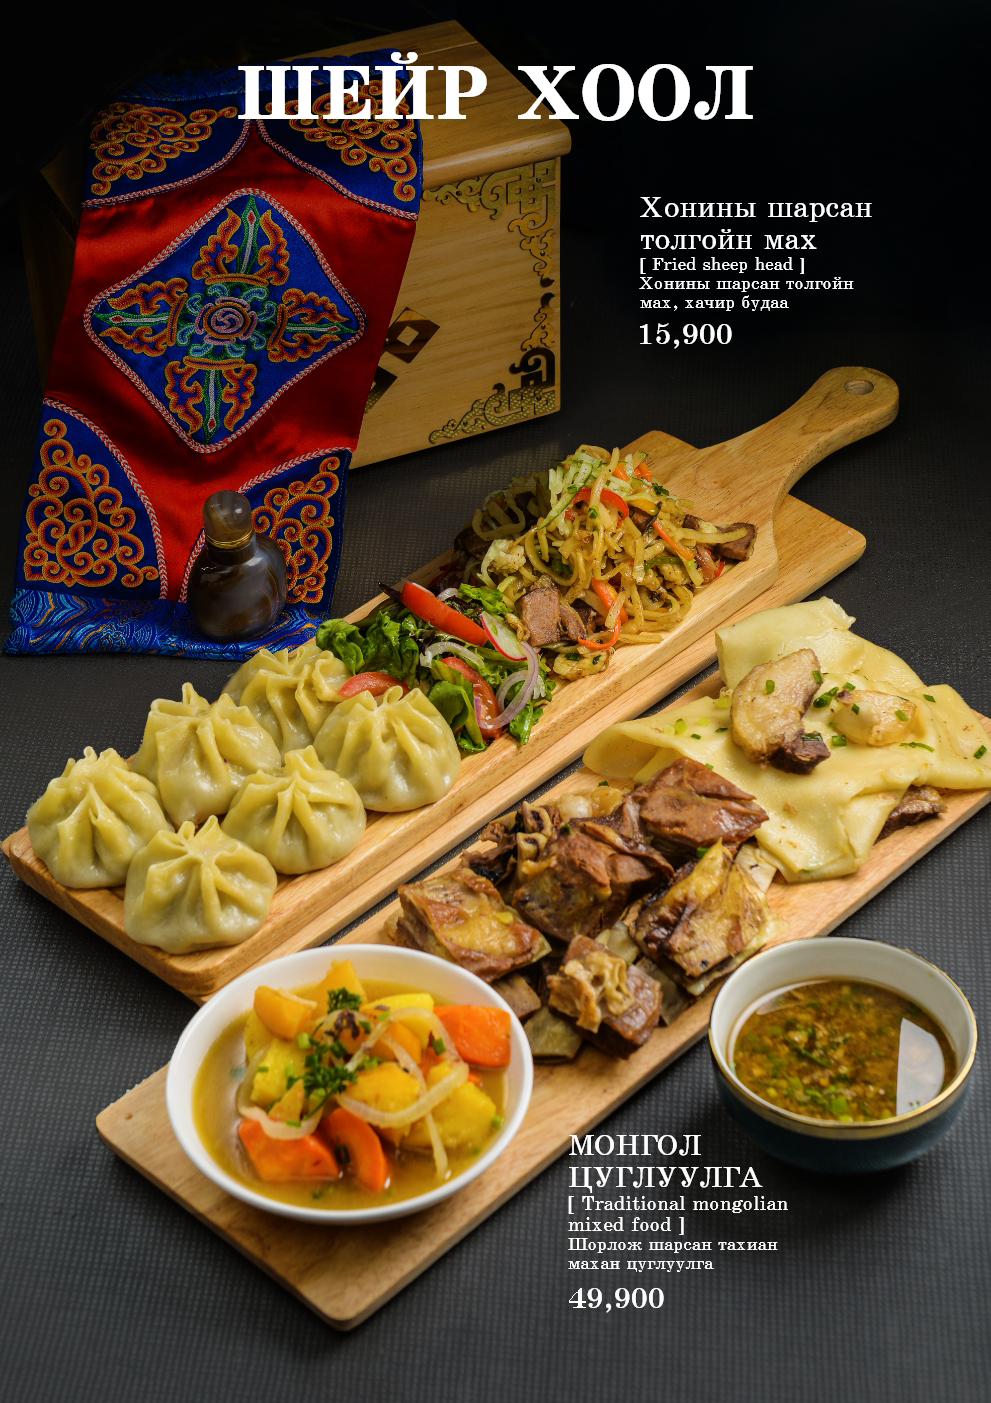 ШЕЙР ХООЛ
Хонины шарсан
толгойн мах
[ Fried sheep head ]
Хонины шарсан толгойн
мах, хачир будаа
15,900
МОНГОЛ
ЦУГЛУУЛГА
[ Traditional mongolian
mixed food ]
Шорлож шарсан тахиан
махан цуглуулга
49,900